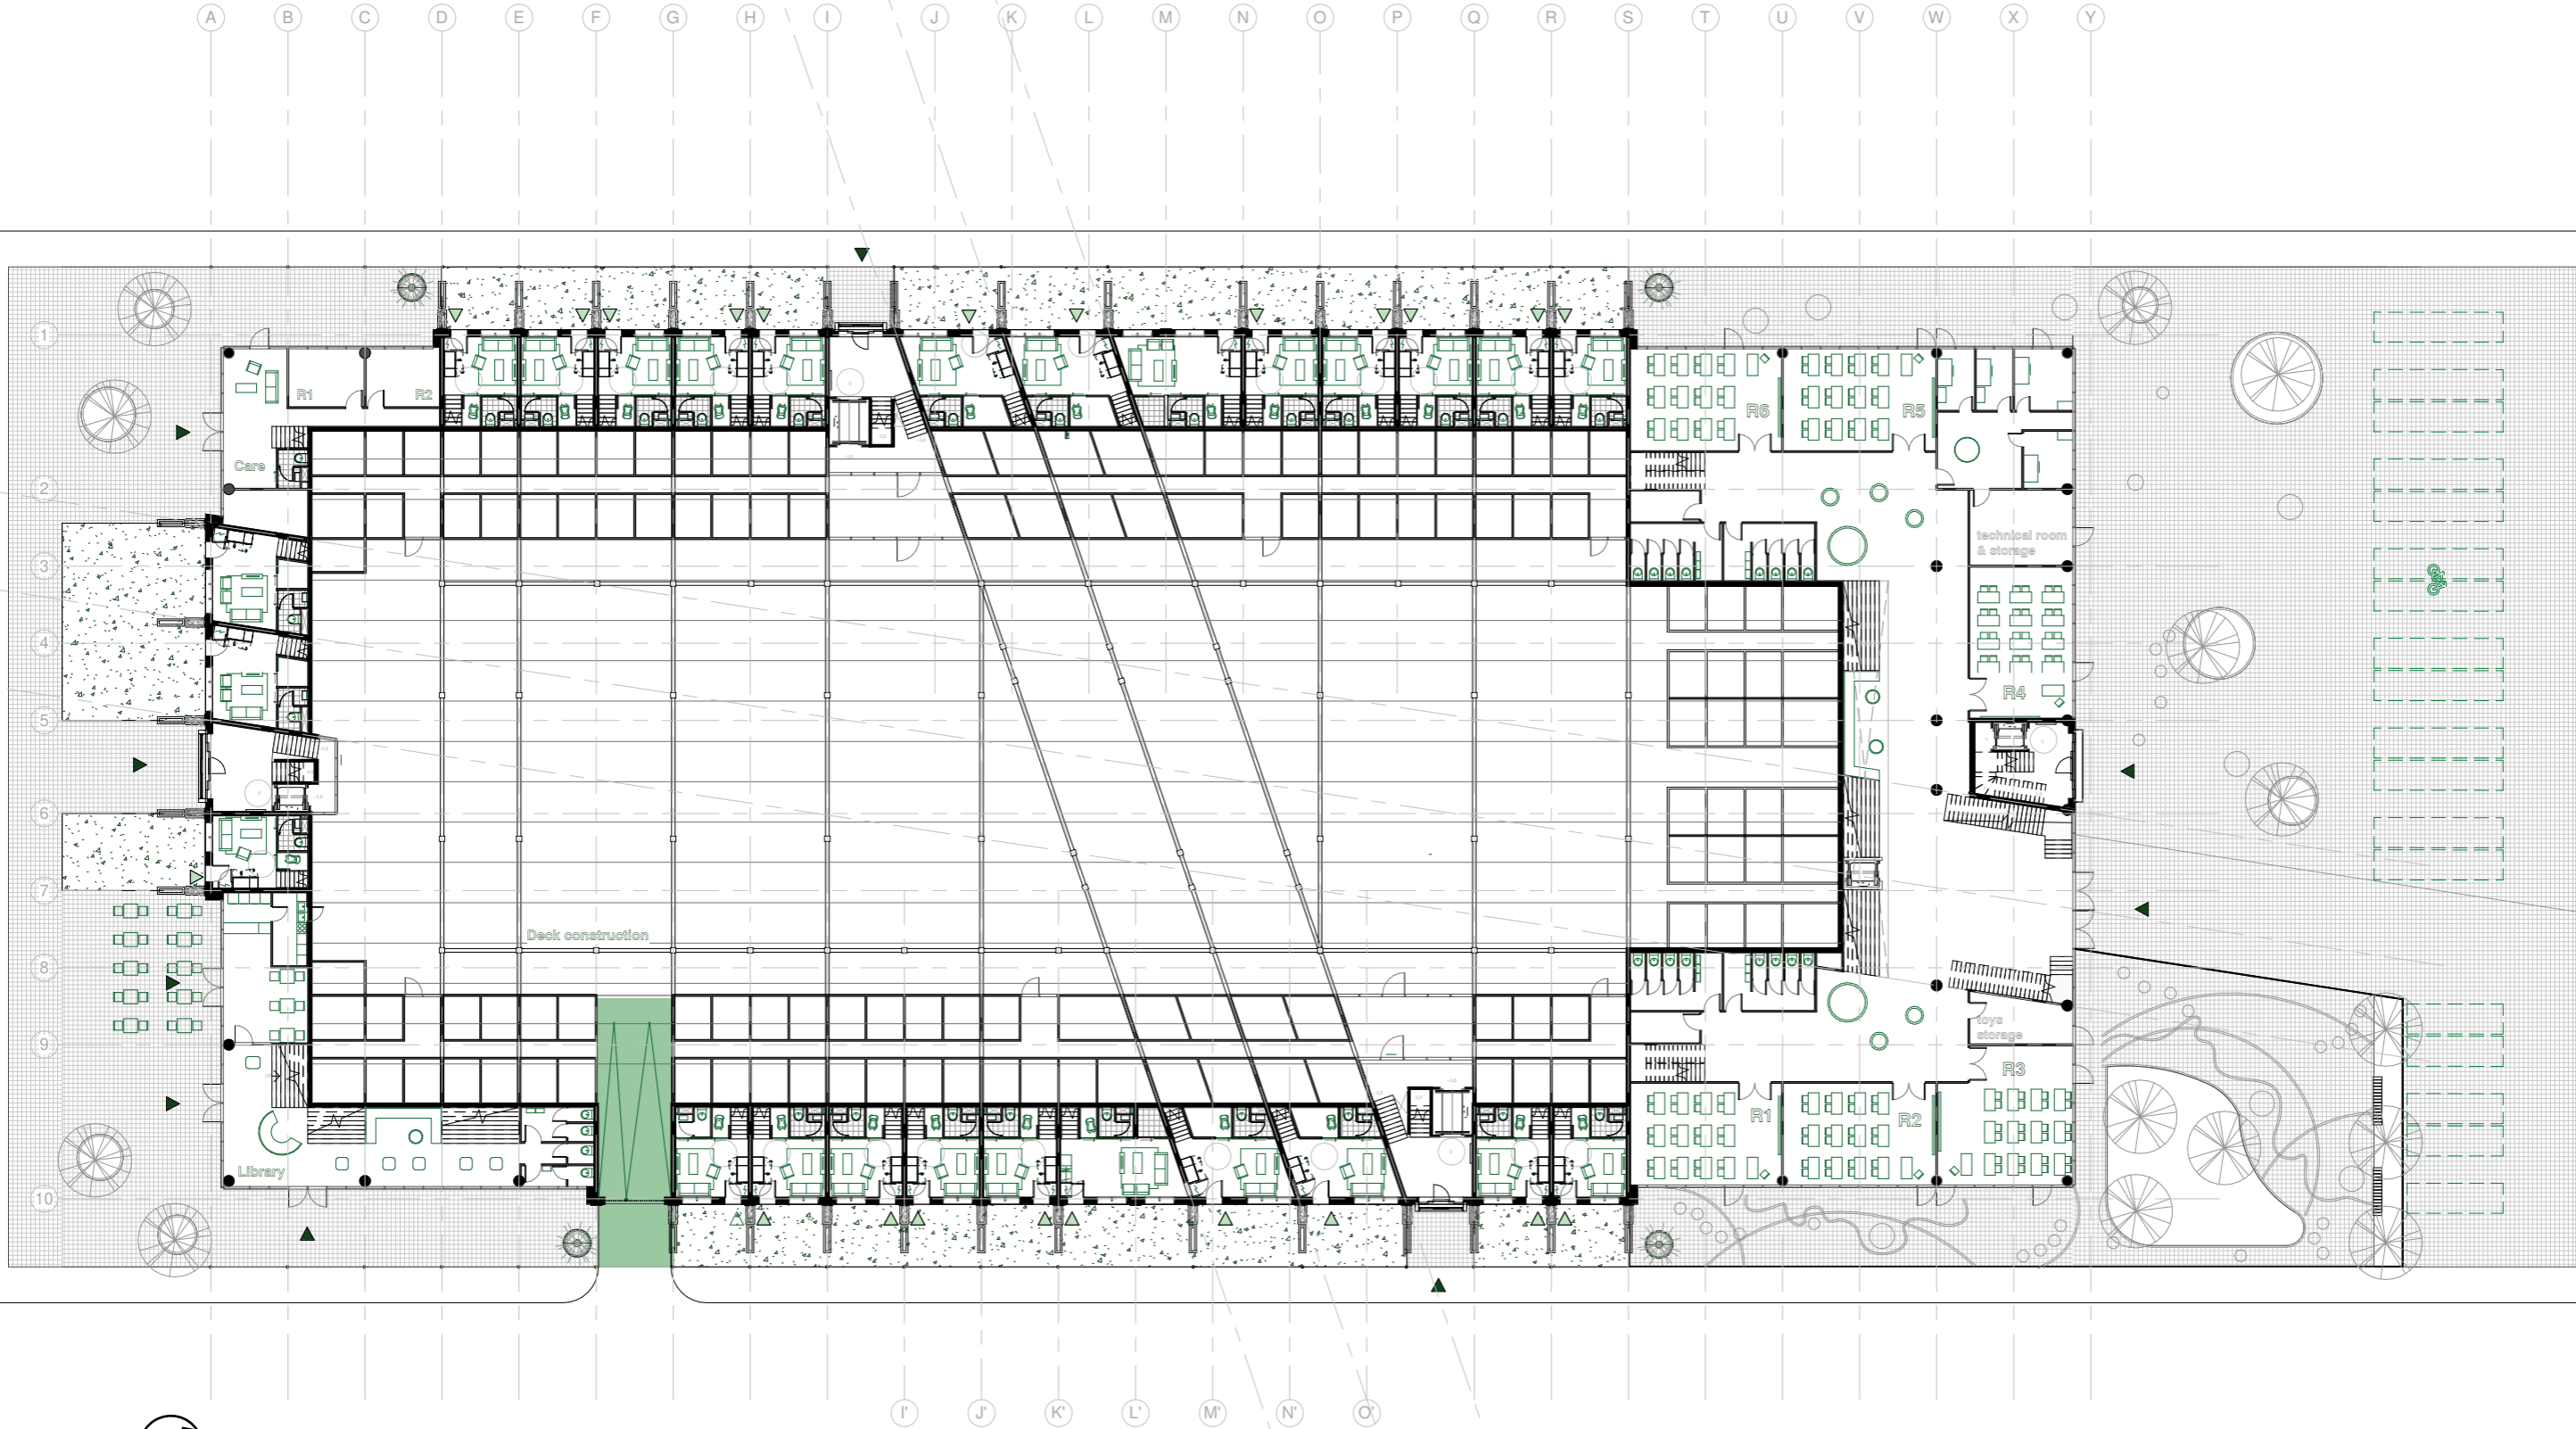 A B C D E F G H I J K L M N O P Q R S T U V W X Y
1
R1
R2
R6
R5
Care
2
technical room
& storage
3
4
R4
5
6
7
Deck construction
8
toys
storage
9
R3
R1
R2
Library
10
I' J' K' L' M' N' O'